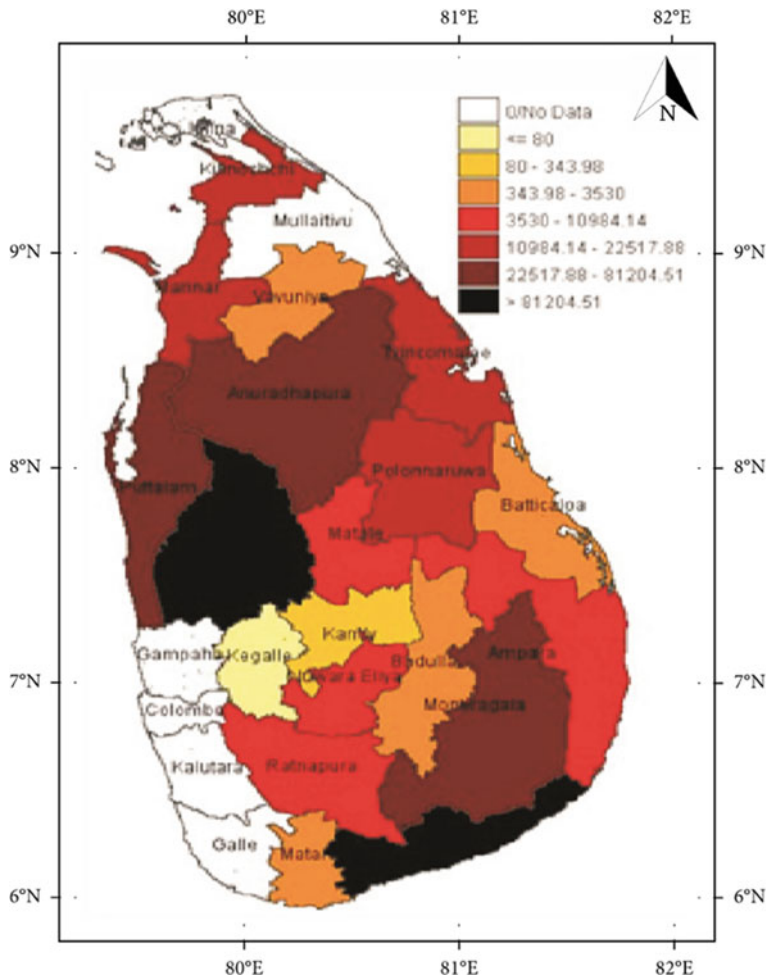 80°E 81°E 82°E
N
0/No Data
<= 80
80 - 343.98
343.98 - 3530
3530 - 10984.14
10984.14 - 22517.88
22517.88 - 81204.51
> 81204.51
Mullaitivu
9°N 9°N
Mannar
Vavuniya
Trincomalee
Anuradhapura
8°N 8°N
Polonnaruwa
Puttalam
Batticaloa
Matale
Kandy
Gampaha
Kegalle
Ampara
Badulla
7°N 7°N
Nuwara Eliya
Moneragala
Colombo
Kalutara
Ratnapura
Galle
Matar
6°N 6°N
80°E 81°E 82°E